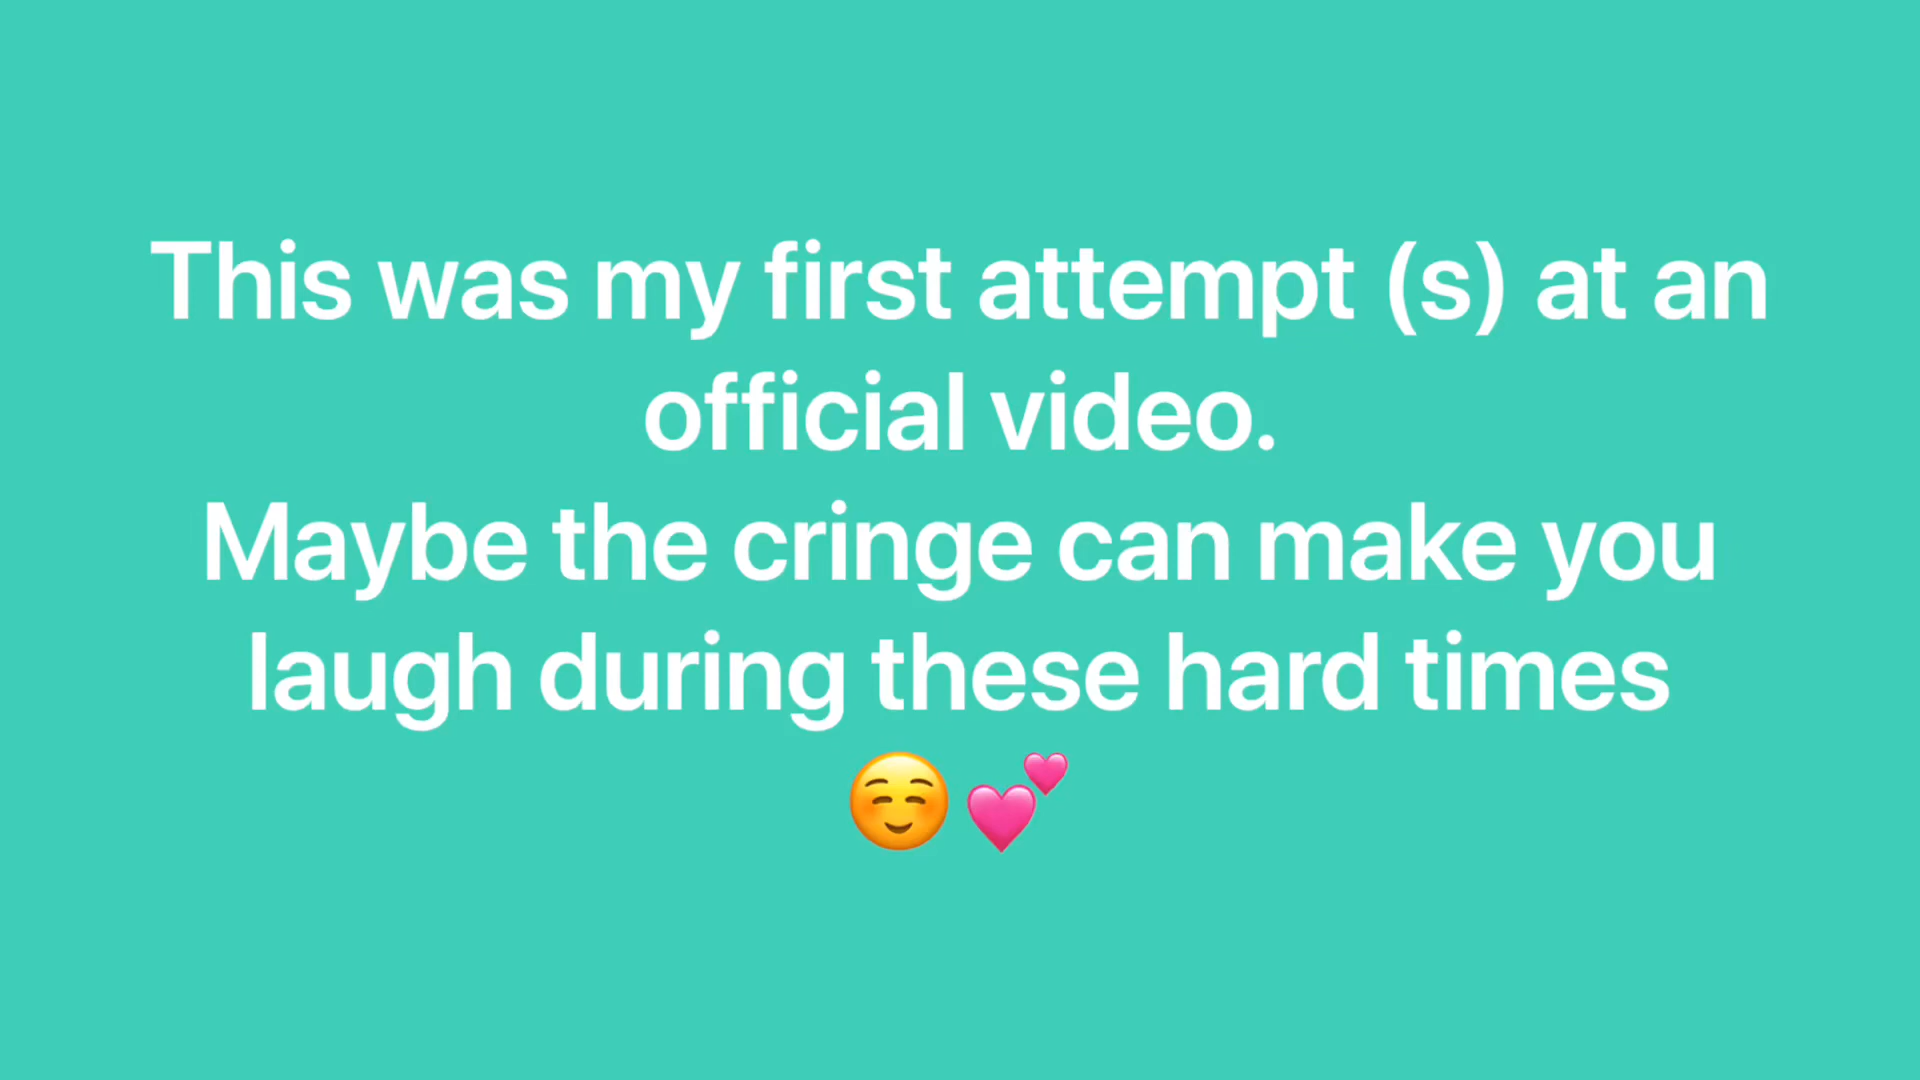 This was my first attempt (s) at an
official video.
Maybe the cringe can make you
laugh during these hard times
☺️ 💕